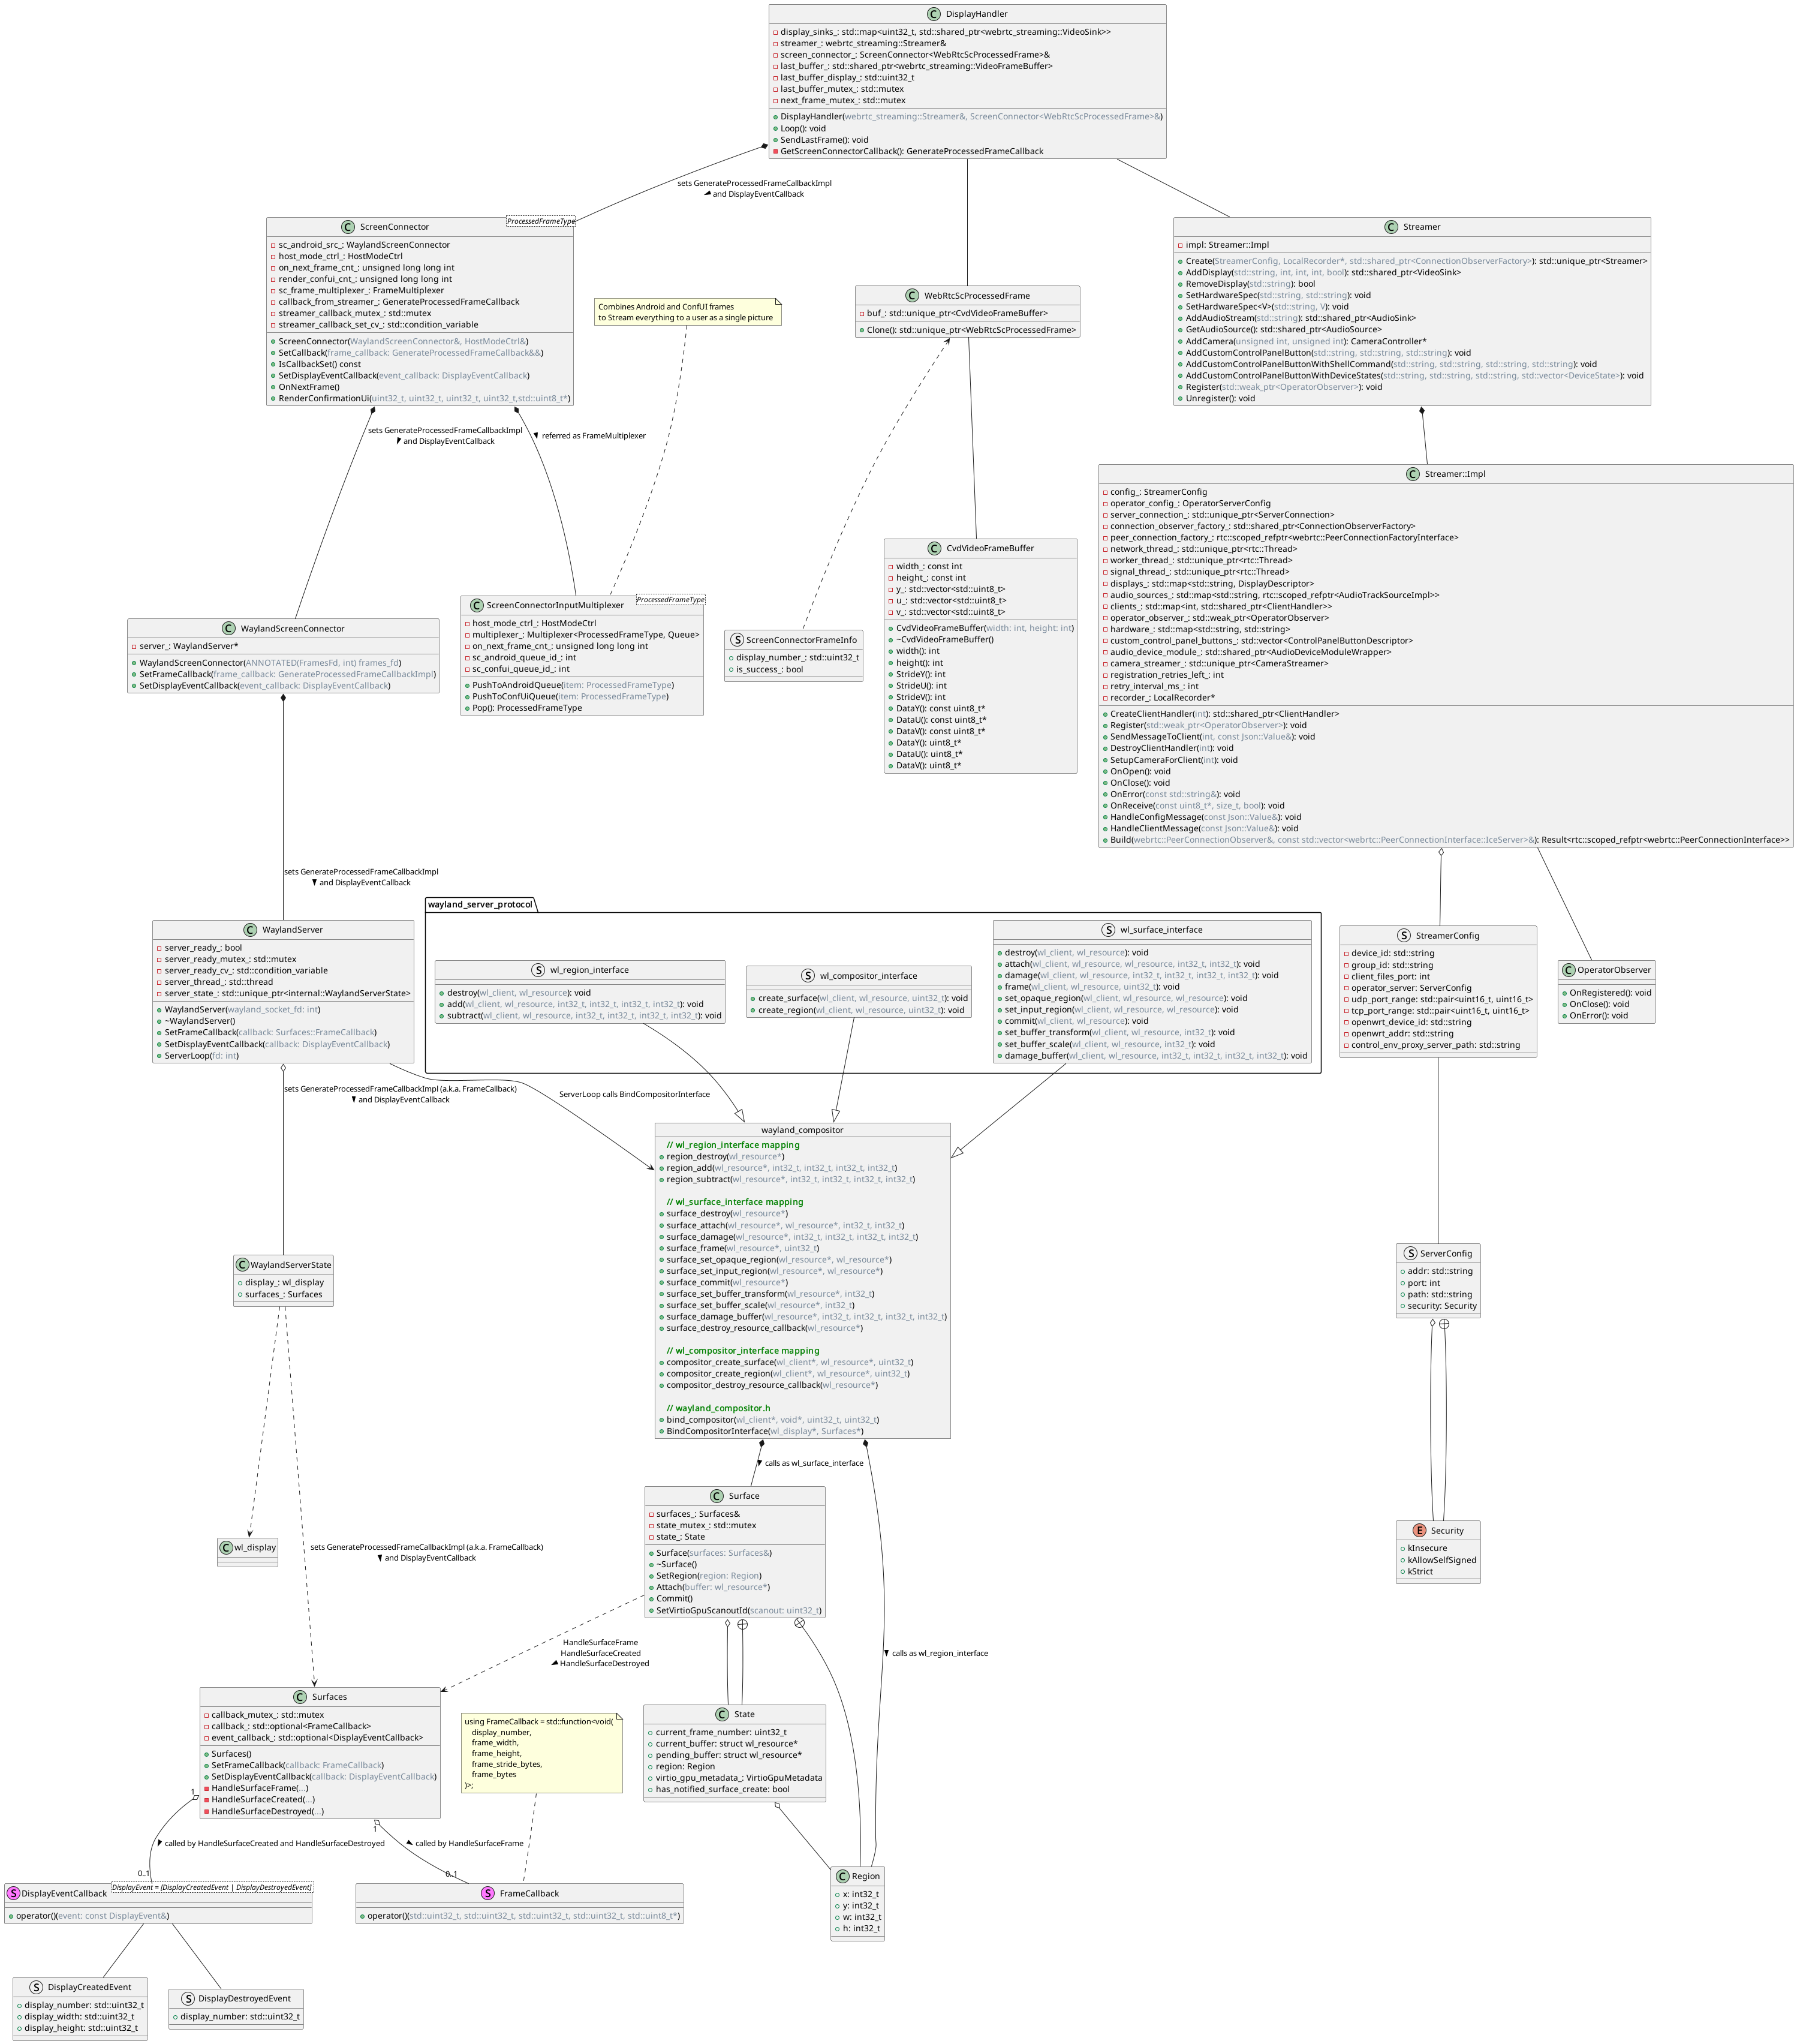 DisplayHandler
display_sinks_: std::map<uint32_t, std::shared_ptr<webrtc_streaming::VideoSink>>
streamer_: webrtc_streaming::Streamer&
screen_connector_: ScreenConnector<WebRtcScProcessedFrame>&
last_buffer_: std::shared_ptr<webrtc_streaming::VideoFrameBuffer>
last_buffer_display_: std::uint32_t
last_buffer_mutex_: std::mutex
next_frame_mutex_: std::mutex
DisplayHandler(webrtc_streaming::Streamer&, ScreenConnector<WebRtcScProcessedFrame>&)
Loop(): void
SendLastFrame(): void
GetScreenConnectorCallback(): GenerateProcessedFrameCallback
sets GenerateProcessedFrameCallbackImpl
and DisplayEventCallback
ScreenConnector
ProcessedFrameType
sc_android_src_: WaylandScreenConnector
host_mode_ctrl_: HostModeCtrl
on_next_frame_cnt_: unsigned long long int
render_confui_cnt_: unsigned long long int
sc_frame_multiplexer_: FrameMultiplexer
callback_from_streamer_: GenerateProcessedFrameCallback
streamer_callback_mutex_: std::mutex
streamer_callback_set_cv_: std::condition_variable
ScreenConnector(WaylandScreenConnector&, HostModeCtrl&)
SetCallback(frame_callback: GenerateProcessedFrameCallback&&)
IsCallbackSet() const
SetDisplayEventCallback(event_callback: DisplayEventCallback)
OnNextFrame()
RenderConfirmationUi(uint32_t, uint32_t, uint32_t, uint32_t,std::uint8_t*)
Combines Android and ConfUI frames
to Stream everything to a user as a single picture
WebRtcScProcessedFrame
buf_: std::unique_ptr<CvdVideoFrameBuffer>
Clone(): std::unique_ptr<WebRtcScProcessedFrame>
Streamer
impl: Streamer::Impl
Create(StreamerConfig, LocalRecorder*, std::shared_ptr<ConnectionObserverFactory>): std::unique_ptr<Streamer>
AddDisplay(std::string, int, int, int, bool): std::shared_ptr<VideoSink>
RemoveDisplay(std::string): bool
SetHardwareSpec(std::string, std::string): void
SetHardwareSpec<V>(std::string, V): void
AddAudioStream(std::string): std::shared_ptr<AudioSink>
GetAudioSource(): std::shared_ptr<AudioSource>
AddCamera(unsigned int, unsigned int): CameraController*
AddCustomControlPanelButton(std::string, std::string, std::string): void
AddCustomControlPanelButtonWithShellCommand(std::string, std::string, std::string, std::string): void
AddCustomControlPanelButtonWithDeviceStates(std::string, std::string, std::string, std::vector<DeviceState>): void
Register(std::weak_ptr<OperatorObserver>): void
Unregister(): void
sets GenerateProcessedFrameCallbackImpl
and DisplayEventCallback
referred as FrameMultiplexer
WaylandScreenConnector
server_: WaylandServer*
WaylandScreenConnector(ANNOTATED(FramesFd, int) frames_fd)
SetFrameCallback(frame_callback: GenerateProcessedFrameCallbackImpl)
SetDisplayEventCallback(event_callback: DisplayEventCallback)
ScreenConnectorInputMultiplexer
ProcessedFrameType
host_mode_ctrl_: HostModeCtrl
multiplexer_: Multiplexer<ProcessedFrameType, Queue>
on_next_frame_cnt_: unsigned long long int
sc_android_queue_id_: int
sc_confui_queue_id_: int
PushToAndroidQueue(item: ProcessedFrameType)
PushToConfUiQueue(item: ProcessedFrameType)
Pop(): ProcessedFrameType
ScreenConnectorFrameInfo
display_number_: std::uint32_t
is_success_: bool
CvdVideoFrameBuffer
width_: const int
height_: const int
y_: std::vector<std::uint8_t>
u_: std::vector<std::uint8_t>
v_: std::vector<std::uint8_t>
CvdVideoFrameBuffer(width: int, height: int)
~CvdVideoFrameBuffer()
width(): int
height(): int
StrideY(): int
StrideU(): int
StrideV(): int
DataY(): const uint8_t*
DataU(): const uint8_t*
DataV(): const uint8_t*
DataY(): uint8_t*
DataU(): uint8_t*
DataV(): uint8_t*
Streamer::Impl
config_: StreamerConfig
operator_config_: OperatorServerConfig
server_connection_: std::unique_ptr<ServerConnection>
connection_observer_factory_: std::shared_ptr<ConnectionObserverFactory>
peer_connection_factory_: rtc::scoped_refptr<webrtc::PeerConnectionFactoryInterface>
network_thread_: std::unique_ptr<rtc::Thread>
worker_thread_: std::unique_ptr<rtc::Thread>
signal_thread_: std::unique_ptr<rtc::Thread>
displays_: std::map<std::string, DisplayDescriptor>
audio_sources_: std::map<std::string, rtc::scoped_refptr<AudioTrackSourceImpl>>
clients_: std::map<int, std::shared_ptr<ClientHandler>>
operator_observer_: std::weak_ptr<OperatorObserver>
hardware_: std::map<std::string, std::string>
custom_control_panel_buttons_: std::vector<ControlPanelButtonDescriptor>
audio_device_module_: std::shared_ptr<AudioDeviceModuleWrapper>
camera_streamer_: std::unique_ptr<CameraStreamer>
registration_retries_left_: int
retry_interval_ms_: int
recorder_: LocalRecorder*
CreateClientHandler(int): std::shared_ptr<ClientHandler>
Register(std::weak_ptr<OperatorObserver>): void
SendMessageToClient(int, const Json::Value&): void
DestroyClientHandler(int): void
SetupCameraForClient(int): void
OnOpen(): void
OnClose(): void
OnError(const std::string&): void
OnReceive(const uint8_t*, size_t, bool): void
HandleConfigMessage(const Json::Value&): void
HandleClientMessage(const Json::Value&): void
Build(webrtc::PeerConnectionObserver&, const std::vector<webrtc::PeerConnectionInterface::IceServer>&): Result<rtc::scoped_refptr<webrtc::PeerConnectionInterface>>
sets GenerateProcessedFrameCallbackImpl
and DisplayEventCallback
WaylandServer
server_ready_: bool
server_ready_mutex_: std::mutex
server_ready_cv_: std::condition_variable
server_thread_: std::thread
server_state_: std::unique_ptr<internal::WaylandServerState>
WaylandServer(wayland_socket_fd: int)
~WaylandServer()
SetFrameCallback(callback: Surfaces::FrameCallback)
SetDisplayEventCallback(callback: DisplayEventCallback)
ServerLoop(fd: int)
wayland_server_protocol
wl_region_interface
destroy(wl_client, wl_resource): void
add(wl_client, wl_resource, int32_t, int32_t, int32_t, int32_t): void
subtract(wl_client, wl_resource, int32_t, int32_t, int32_t, int32_t): void
wl_compositor_interface
create_surface(wl_client, wl_resource, uint32_t): void
create_region(wl_client, wl_resource, uint32_t): void
wl_surface_interface
destroy(wl_client, wl_resource): void
attach(wl_client, wl_resource, wl_resource, int32_t, int32_t): void
damage(wl_client, wl_resource, int32_t, int32_t, int32_t, int32_t): void
frame(wl_client, wl_resource, uint32_t): void
set_opaque_region(wl_client, wl_resource, wl_resource): void
set_input_region(wl_client, wl_resource, wl_resource): void
commit(wl_client, wl_resource): void
set_buffer_transform(wl_client, wl_resource, int32_t): void
set_buffer_scale(wl_client, wl_resource, int32_t): void
damage_buffer(wl_client, wl_resource, int32_t, int32_t, int32_t, int32_t): void
StreamerConfig
device_id: std::string
group_id: std::string
client_files_port: int
operator_server: ServerConfig
udp_port_range: std::pair<uint16_t, uint16_t>
tcp_port_range: std::pair<uint16_t, uint16_t>
openwrt_device_id: std::string
openwrt_addr: std::string
control_env_proxy_server_path: std::string
OperatorObserver
OnRegistered(): void
OnClose(): void
OnError(): void
sets GenerateProcessedFrameCallbackImpl (a.k.a. FrameCallback)
and DisplayEventCallback
ServerLoop calls BindCompositorInterface
wayland_compositor
// wl_region_interface mapping
region_destroy(wl_resource*)
region_add(wl_resource*, int32_t, int32_t, int32_t, int32_t)
region_subtract(wl_resource*, int32_t, int32_t, int32_t, int32_t)
// wl_surface_interface mapping
surface_destroy(wl_resource*)
surface_attach(wl_resource*, wl_resource*, int32_t, int32_t)
surface_damage(wl_resource*, int32_t, int32_t, int32_t, int32_t)
surface_frame(wl_resource*, uint32_t)
surface_set_opaque_region(wl_resource*, wl_resource*)
surface_set_input_region(wl_resource*, wl_resource*)
surface_commit(wl_resource*)
surface_set_buffer_transform(wl_resource*, int32_t)
surface_set_buffer_scale(wl_resource*, int32_t)
surface_damage_buffer(wl_resource*, int32_t, int32_t, int32_t, int32_t)
surface_destroy_resource_callback(wl_resource*)
// wl_compositor_interface mapping
compositor_create_surface(wl_client*, wl_resource*, uint32_t)
compositor_create_region(wl_client*, wl_resource*, uint32_t)
compositor_destroy_resource_callback(wl_resource*)
// wayland_compositor.h
bind_compositor(wl_client*, void*, uint32_t, uint32_t)
BindCompositorInterface(wl_display*, Surfaces*)
WaylandServerState
display_: wl_display
surfaces_: Surfaces
ServerConfig
addr: std::string
port: int
path: std::string
security: Security
calls as wl_surface_interface
Surface
surfaces_: Surfaces&
state_mutex_: std::mutex
state_: State
Surface(surfaces: Surfaces&)
~Surface()
SetRegion(region: Region)
Attach(buffer: wl_resource*)
Commit()
SetVirtioGpuScanoutId(scanout: uint32_t)
wl_display
sets GenerateProcessedFrameCallbackImpl (a.k.a. FrameCallback)
and DisplayEventCallback
Security
kInsecure
kAllowSelfSigned
kStrict
HandleSurfaceFrame
HandleSurfaceCreated
HandleSurfaceDestroyed
calls as wl_region_interface
Surfaces
callback_mutex_: std::mutex
callback_: std::optional<FrameCallback>
event_callback_: std::optional<DisplayEventCallback>
Surfaces()
SetFrameCallback(callback: FrameCallback)
SetDisplayEventCallback(callback: DisplayEventCallback)
HandleSurfaceFrame(...)
HandleSurfaceCreated(...)
HandleSurfaceDestroyed(...)
using FrameCallback = std::function<void(
display_number,
frame_width,
frame_height,
frame_stride_bytes,
frame_bytes
)>;
State
current_frame_number: uint32_t
current_buffer: struct wl_resource*
pending_buffer: struct wl_resource*
region: Region
virtio_gpu_metadata_: VirtioGpuMetadata
has_notified_surface_create: bool
1
1
called by HandleSurfaceCreated and HandleSurfaceDestroyed
called by HandleSurfaceFrame
0..1
0..1
DisplayEventCallback
DisplayEvent = [DisplayCreatedEvent | DisplayDestroyedEvent]
operator()(event: const DisplayEvent&)
FrameCallback
operator()(std::uint32_t, std::uint32_t, std::uint32_t, std::uint32_t, std::uint8_t*)
Region
x: int32_t
y: int32_t
w: int32_t
h: int32_t
DisplayCreatedEvent
display_number: std::uint32_t
display_width: std::uint32_t
display_height: std::uint32_t
DisplayDestroyedEvent
display_number: std::uint32_t